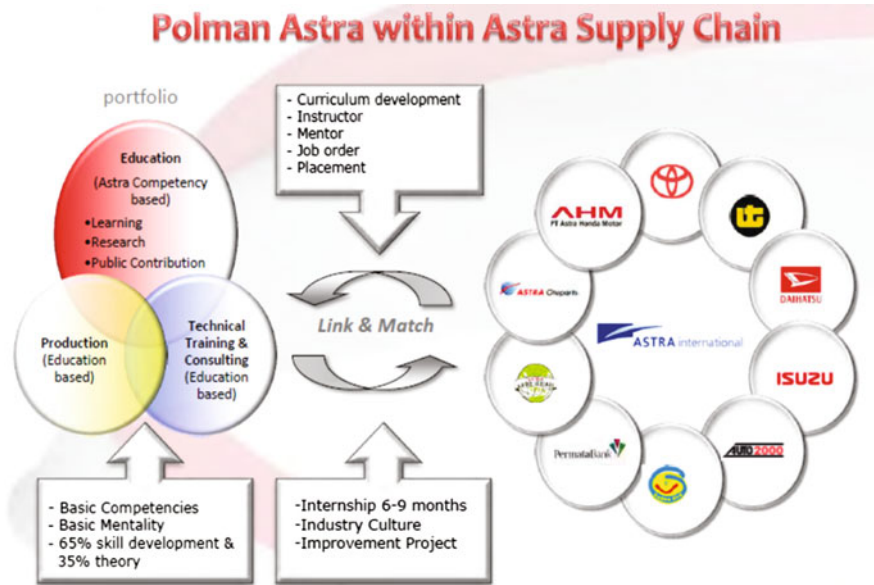 Polman Astra within Astra Supply Chain
portfolio
Education
(Astra Competency
based)
•Learning
•Research
•Public Contribution
Production
(Education
based)
Technical
Training &
Consulting
(Education
based)
- Curriculum development
- Instructor
- Mentor
- Job order
- Placement
Link & Match
- Basic Competencies
- Basic Mentality
- 65% skill development &
35% theory
-Internship 6-9 months
-Industry Culture
-Improvement Project
AHM
PT Astra Honda Motor
DAIHATSU
ASTRA Otoparts
ASTRA international
ISUZU
PermataBank
AUTO2000